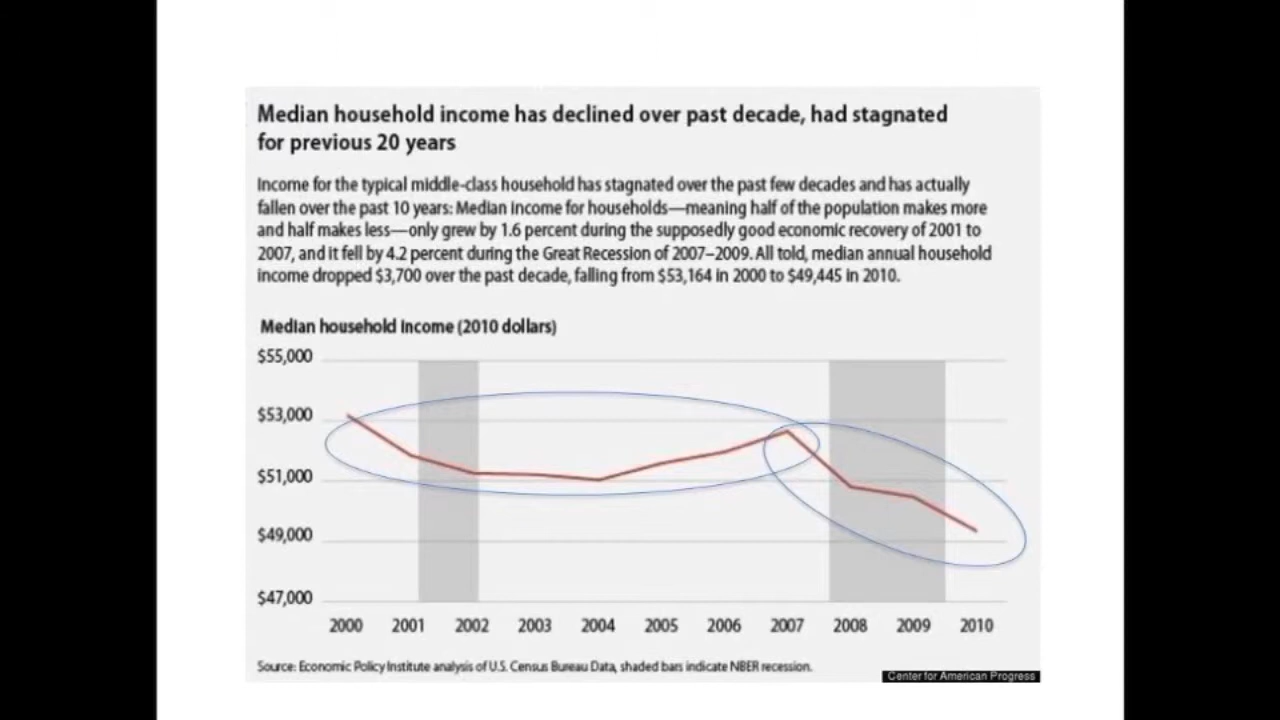 Median household income has declined over past decade, had stagnated
for previous 20 years
Income for the typical middle-class household has stagnated over the past few decades and has actually
fallen over the past 10 years: Median income for households—meaning half of the population makes more
and half makes less—only grew by 1.6 percent during the supposedly good economic recovery of 2001 to
2007, and it fell by 4.2 percent during the Great Recession of 2007–2009. All told, median annual household
income dropped $3,700 over the past decade, falling from $53,164 in 2000 to $49,445 in 2010.
Median household income (2010 dollars)
$55,000
$53,000
$51,000
$49,000
$47,000
2000 2001 2002 2003 2004 2005 2006 2007 2008 2009 2010
Source: Economic Policy Institute analysis of U.S. Census Bureau Data, shaded bars indicate NBER recession.
Center for American Progress